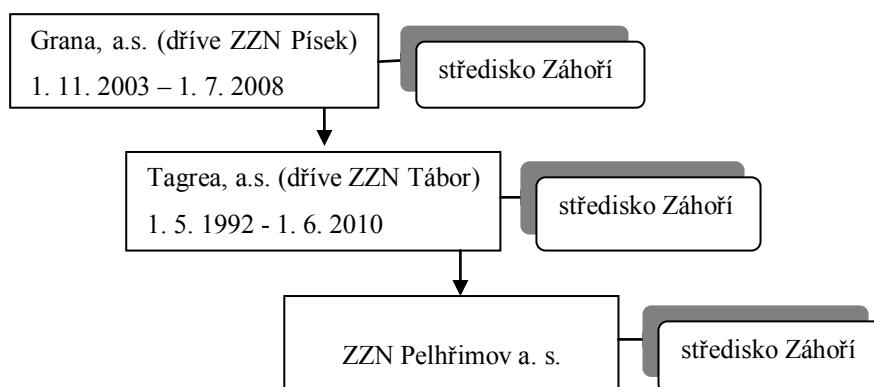 Grana, a.s. (dříve ZZN Písek)
1. 11. 2003 – 1. 7. 2008
středisko Záhoří
Tagrea, a.s. (dříve ZZN Tábor)
1. 5. 1992 - 1. 6. 2010
středisko Záhoří
ZZN Pelhřimov a. s.
středisko Záhoří